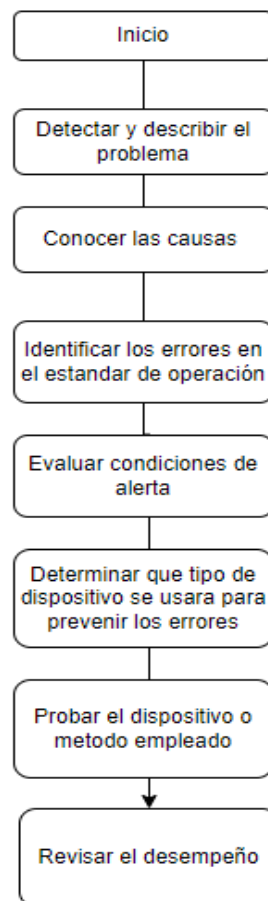 Inicio
Detectar y describir el
problema
Conocer las causas
Identificar los errores en
el estandar de operación
Evaluar condiciones de
alerta
Determinar que tipo de
dispositivo se usara para
prevenir los errores
Probar el dispositivo o
metodo empleado
Revisar el desempeño